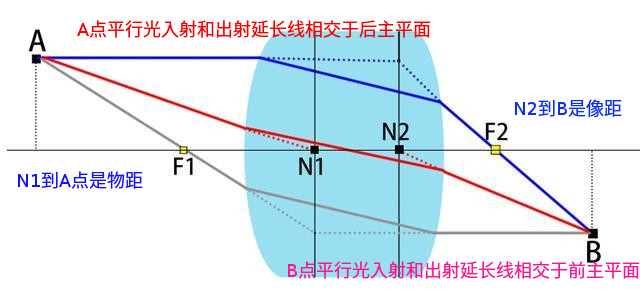 A点平行光入射和出射延长线相交于后主平面
A
N2到B是像距
N2
F2
F1
N1
N1到A点是物距
B
B点平行光入射和出射延长线相交于前主平面